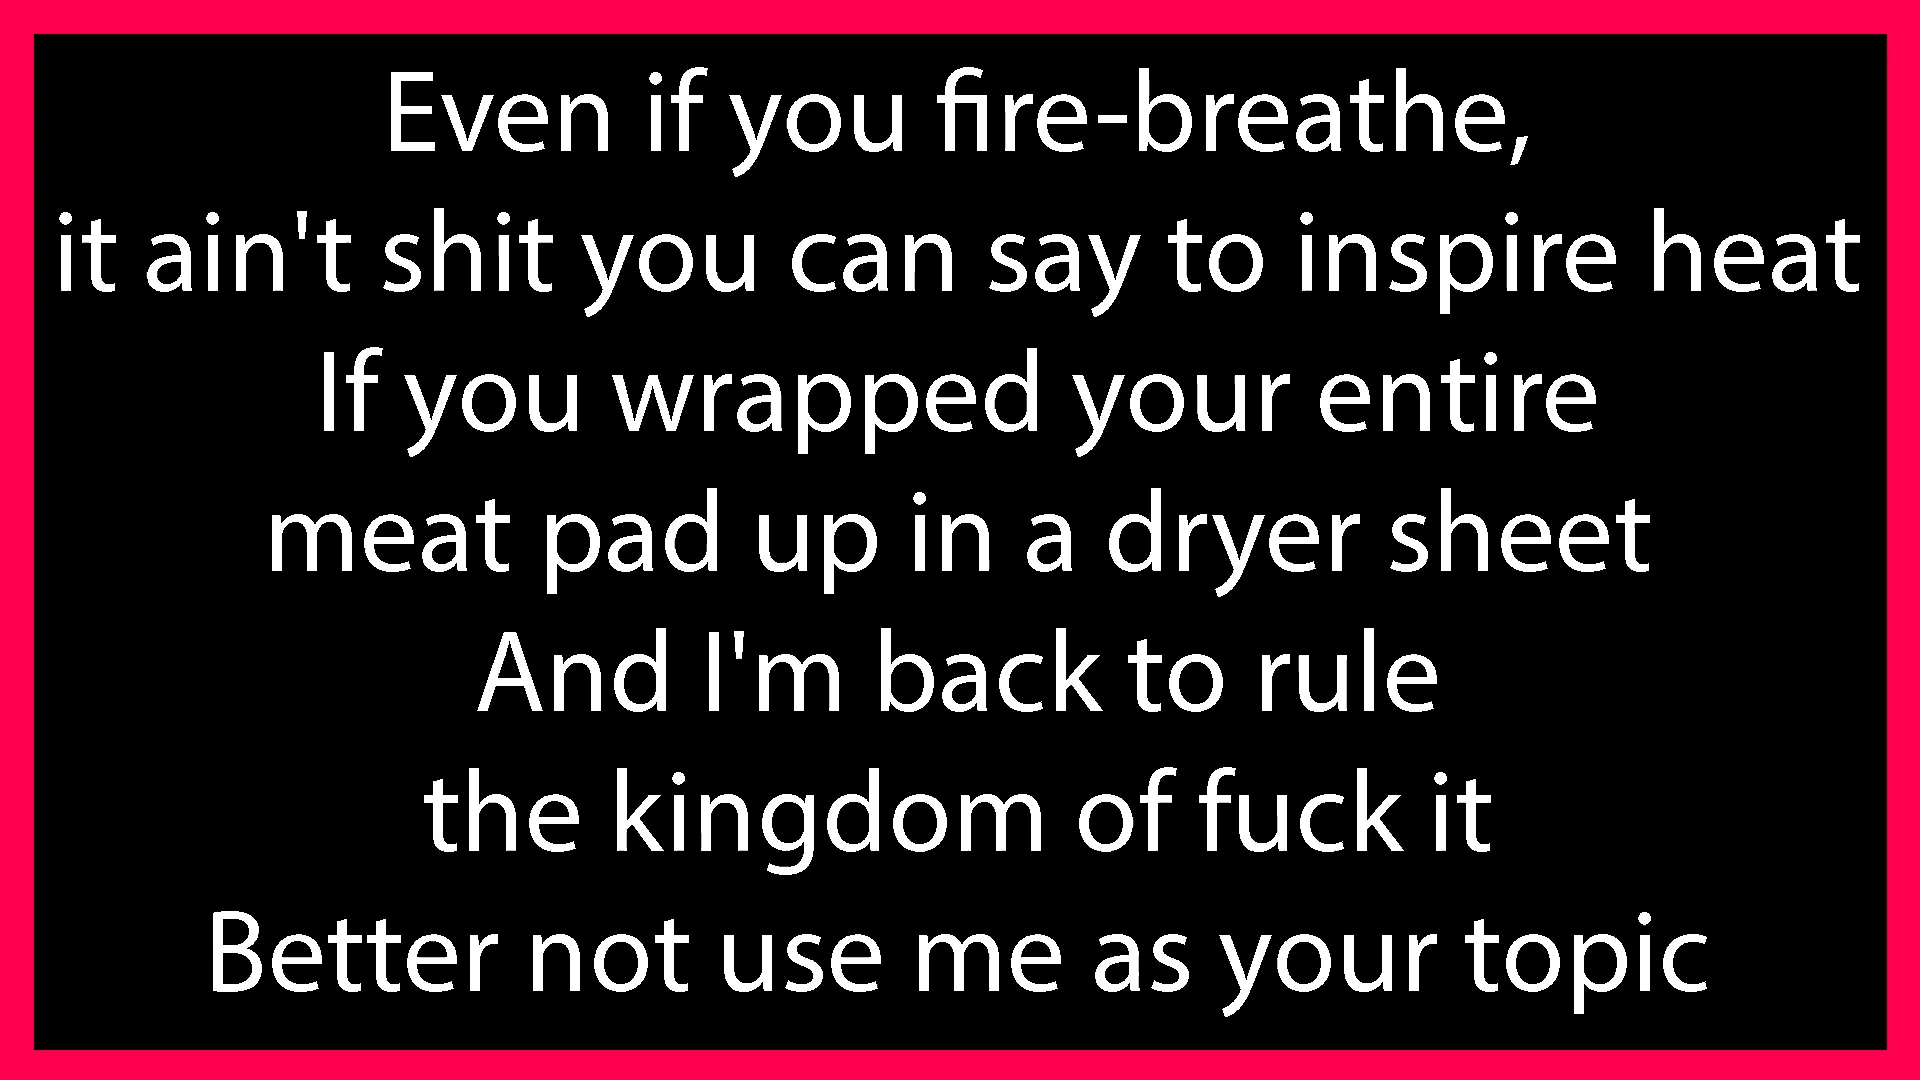 Even if you fire-breathe,
it ain't shit you can say to inspire heat
If you wrapped your entire
meat pad up in a dryer sheet
And I'm back to rule
the kingdom of fuck it
Better not use me as your topic